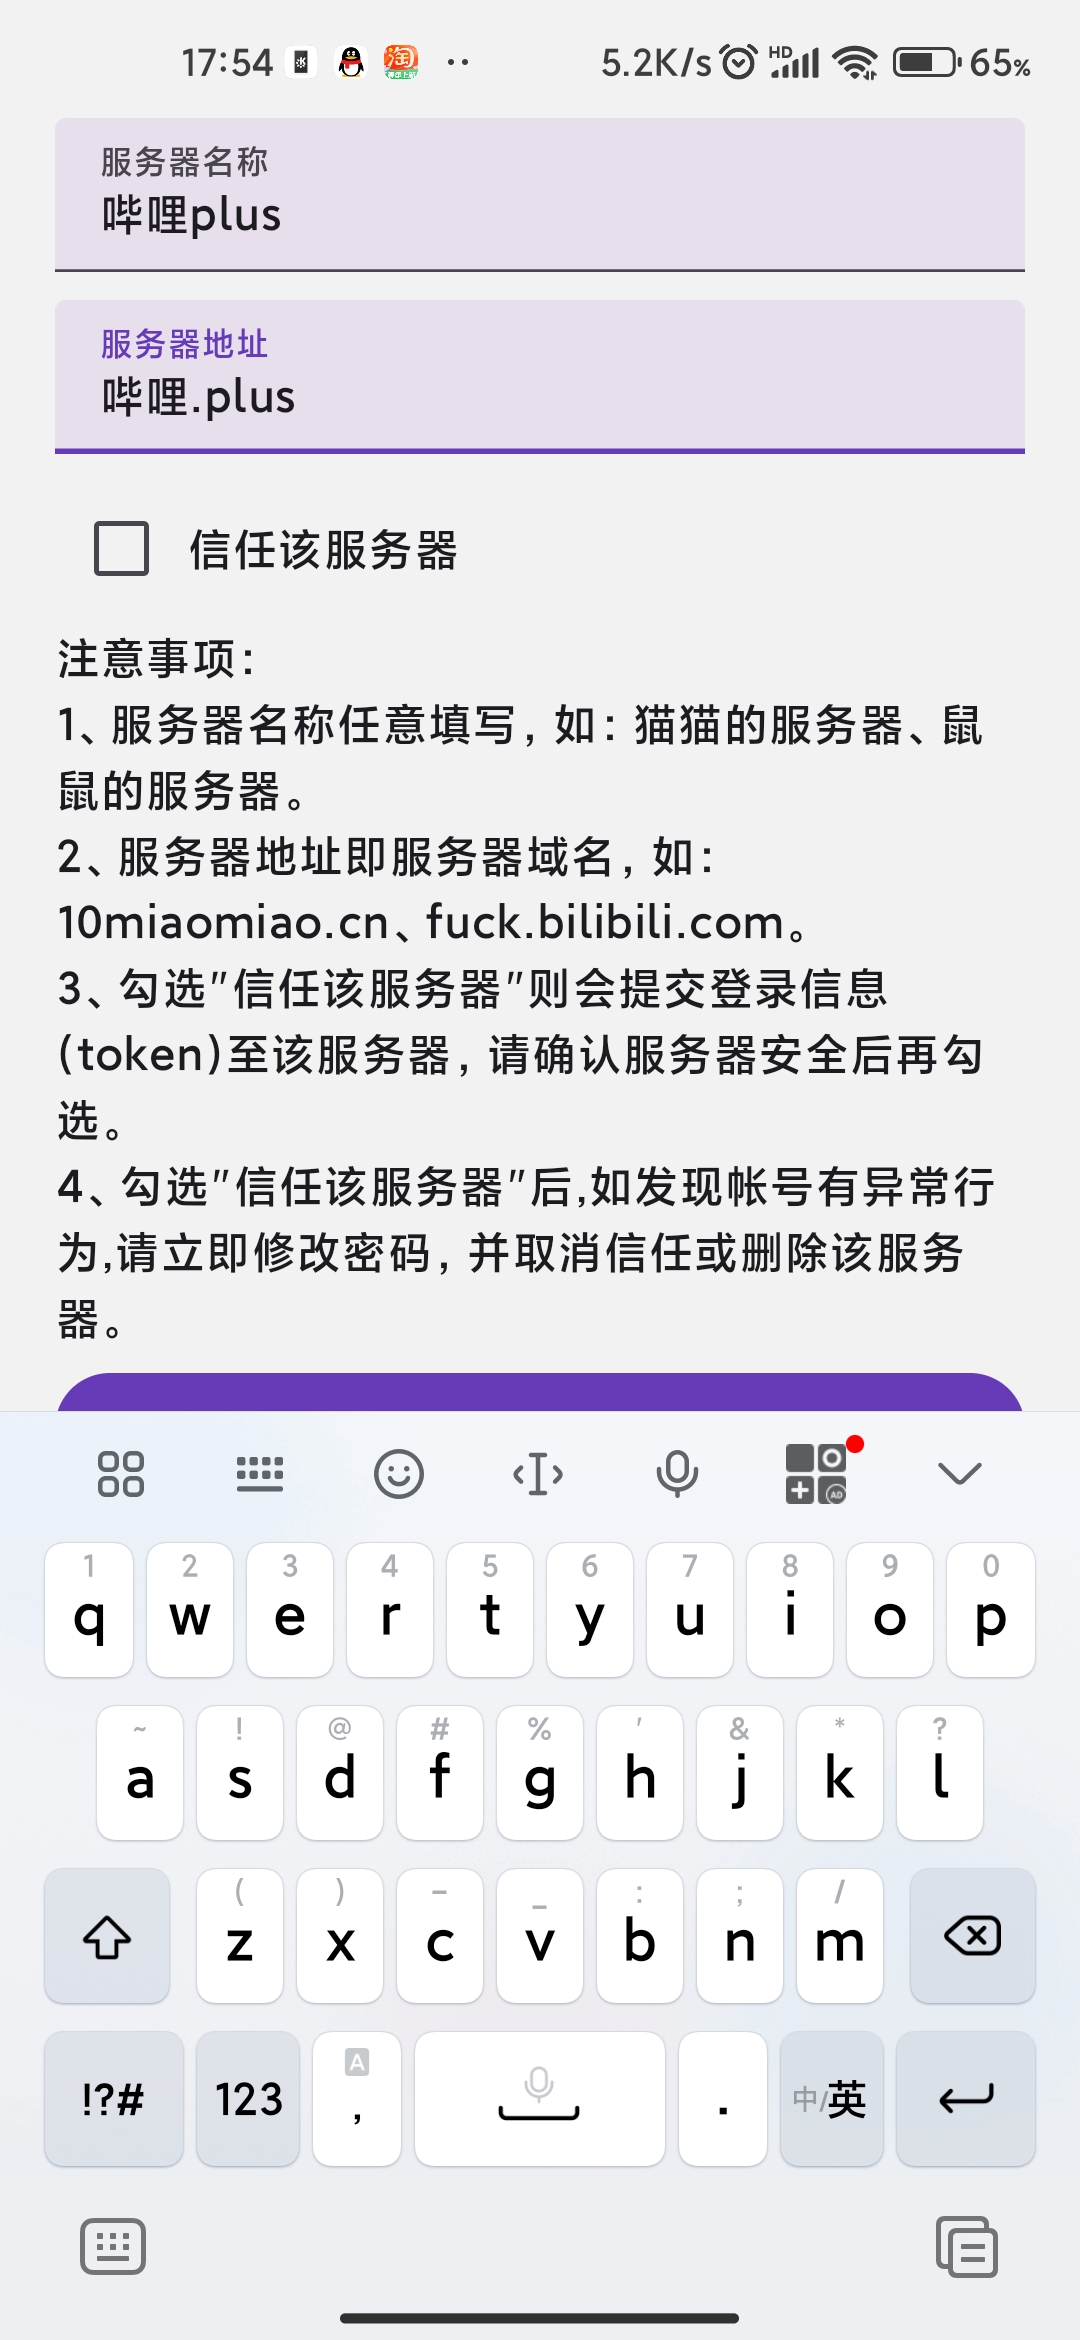 17:54 淘 5.2K/s HD 65%
服务器名称
哔哩plus
服务器地址
哔哩.plus
信任该服务器
注意事项：
1、服务器名称任意填写，如：猫猫的服务器、鼠
鼠的服务器。
2、服务器地址即服务器域名，如：
10miaomiao.cn、fuck.bilibili.com。
3、勾选"信任该服务器"则会提交登录信息
(token)至该服务器，请确认服务器安全后再勾
选。
4、勾选"信任该服务器"后,如发现帐号有异常行
为,请立即修改密码，并取消信任或删除该服务
器。
AD
1 2 3 4 5 6 7 8 9 0
q w e r t y u i o p
~ ! @ # % ' & * ?
a s d f g h j k l
( ) - _ : ; /
z x c v b n m
A
!?# 123 , . 中/英